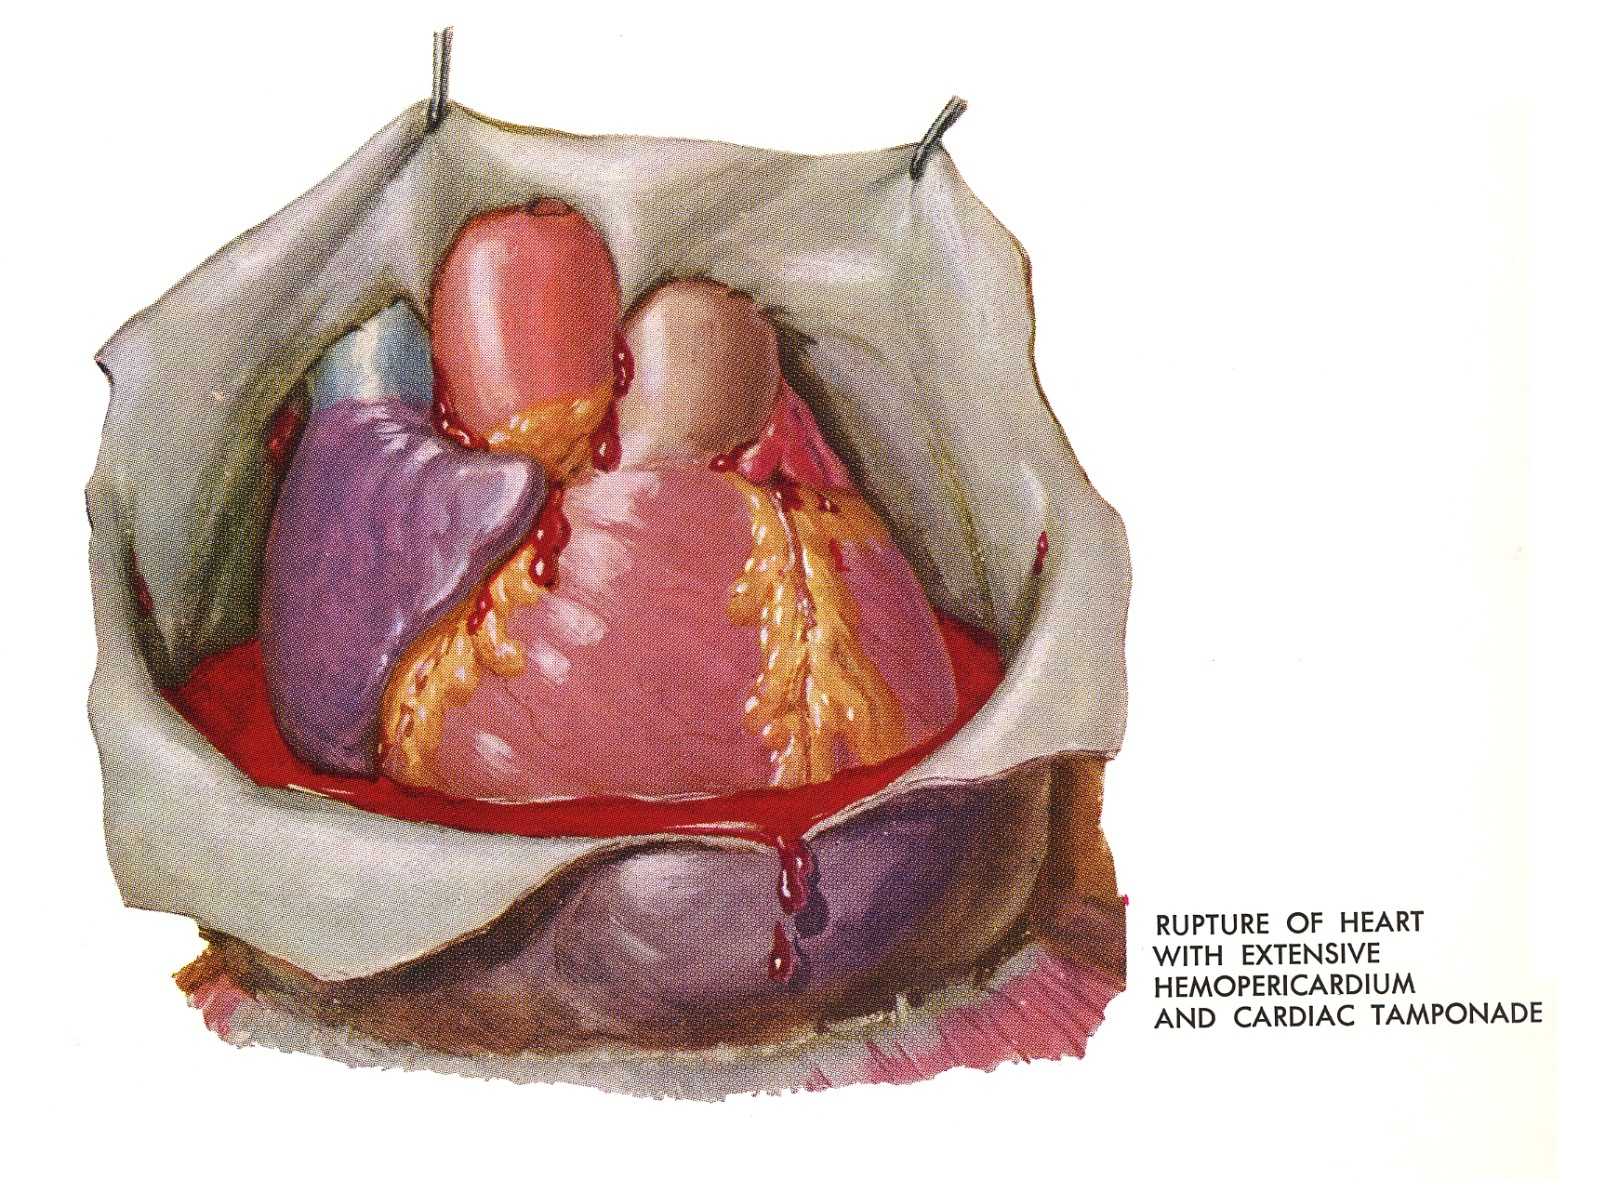 RUPTURE OF HEART
WITH EXTENSIVE
HEMOPERICARDIUM
AND CARDIAC TAMPONADE